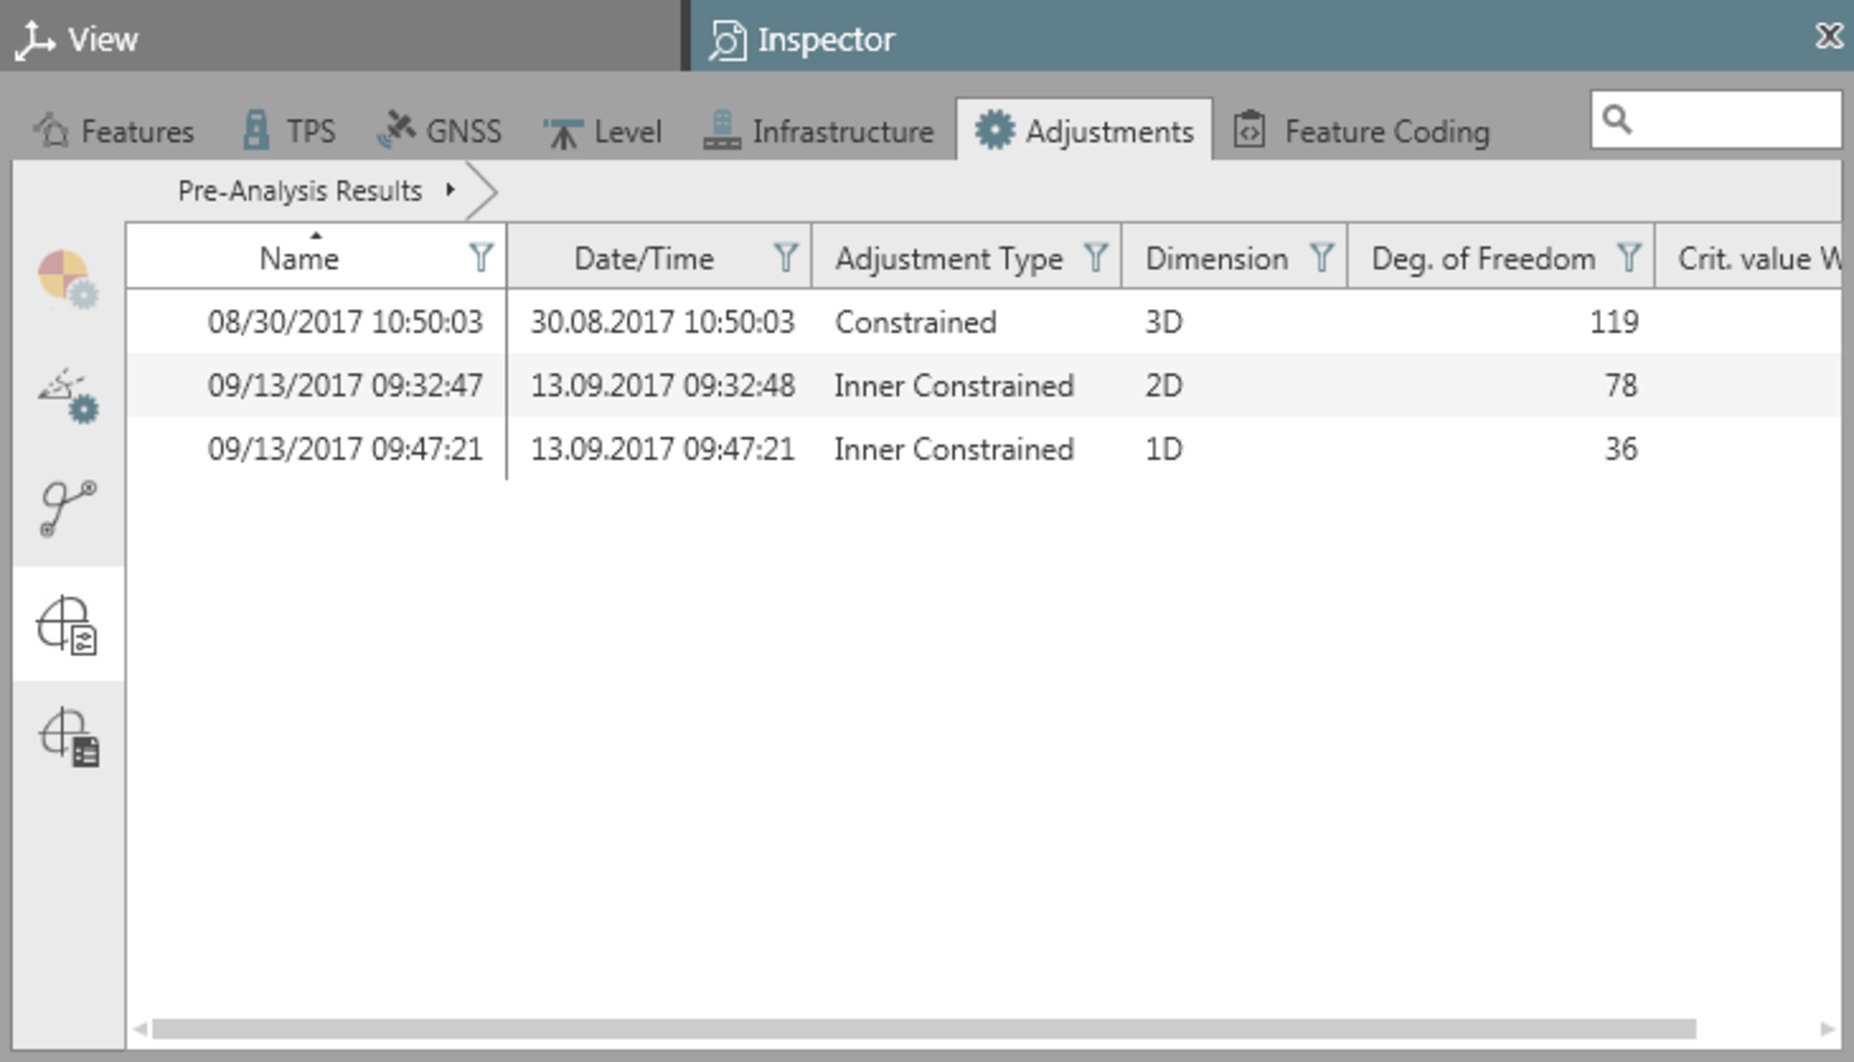 View
Inspector
Features TPS GNSS Level Infrastructure Adjustments Feature Coding
Pre-Analysis Results
Name Date/Time Adjustment Type Dimension Deg. of Freedom Crit. value W
08/30/2017 10:50:03 30.08.2017 10:50:03 Constrained 3D 119
09/13/2017 09:32:47 13.09.2017 09:32:48 Inner Constrained 2D 78
09/13/2017 09:47:21 13.09.2017 09:47:21 Inner Constrained 1D 36